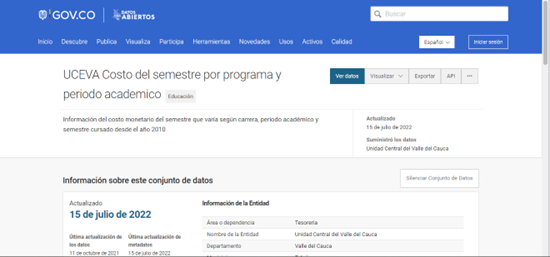 GOV.CO
DATOS ABIERTOS
Buscar
Inicio Descubre Publica Visualiza Participa Herramientas Novedades Usos Activos Calidad
Español
Iniciar sesión
UCEVA Costo del semestre por programa y
periodo academico Educación
Ver datos Visualizar Exportar API ...
Información del costo monetario del semestre que varia según carrera, periodo académico y
semestre cursado desde el año 2010
Actualizado
15 de julio de 2022
Suministró los datos
Unidad Central del Valle del Cauca
Información sobre este conjunto de datos
Silenciar Conjunto de Datos
Actualizado
15 de julio de 2022
Última actualización de
los datos
11 de octubre de 2021
Última actualización de
metadatos
15 de julio de 2022
Información de la Entidad
Área o dependencia Tesoreria
Nombre de la Entidad Unidad Central del Valle del Cauca
Departamento Valle del Cauca